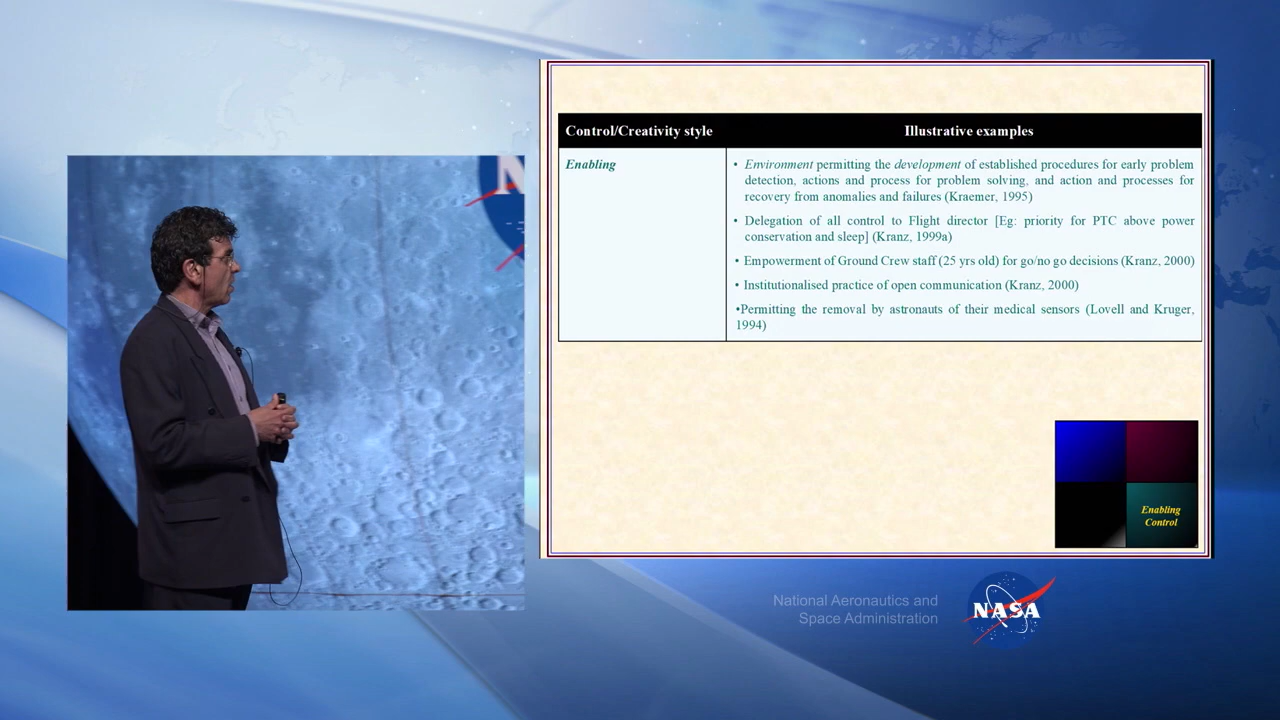 Control/Creativity style
Illustrative examples
Enabling
• Environment permitting the development of established procedures for early problem
detection, actions and process for problem solving, and action and processes for
recovery from anomalies and failures (Kraemer, 1995)
• Delegation of all control to Flight director [Eg: priority for PTC above power
conservation and sleep] (Kranz, 1999a)
• Empowerment of Ground Crew staff (25 yrs old) for go/no go decisions (Kranz, 2000)
• Institutionalised practice of open communication (Kranz, 2000)
•Permitting the removal by astronauts of their medical sensors (Lovell and Kruger,
1994)
Enabling
Control
National Aeronautics and
Space Administration
NASA